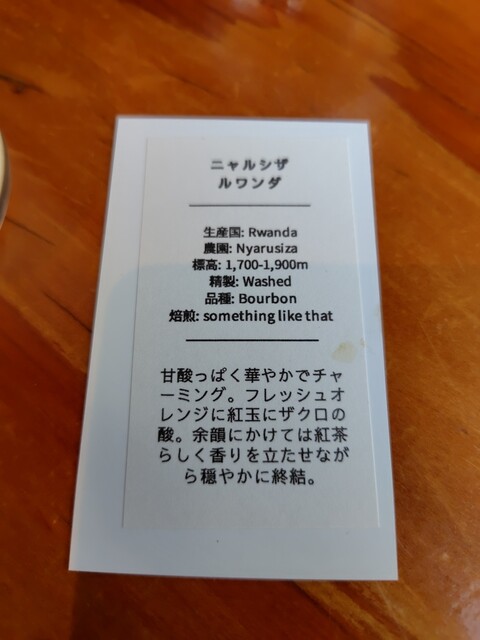 ニャルシザ
ルワンダ
生産国: Rwanda
農園: Nyarusiza
標高: 1,700-1,900m
精製: Washed
品種: Bourbon
焙煎: something like that
甘酸っぱく華やかでチャ
ーミング。フレッシュオ
レンジに紅玉にザクロの
酸。余韻にかけては紅茶
らしく香りを立たせなが
ら穏やかに終結。